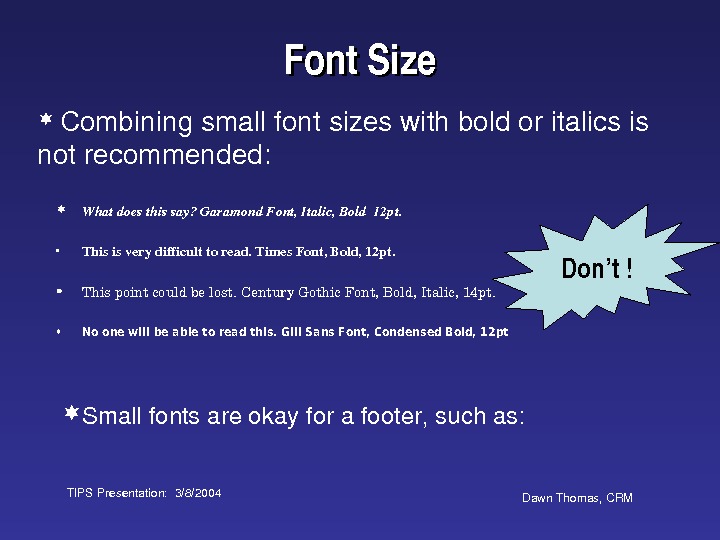 Font Size
Combining small font sizes with bold or italics is
not recommended:
What does this say? Garamond Font, Italic, Bold 12pt.
This is very difficult to read. Times Font, Bold, 12pt.
Don't !
This point could be lost. Century Gothic Font, Bold, Italic, 14pt.
No one will be able to read this. Gill Sans Font, Condensed Bold, 12pt
Small fonts are okay for a footer, such as:
TIPS Presentation: 3/8/2004
Dawn Thomas, CRM